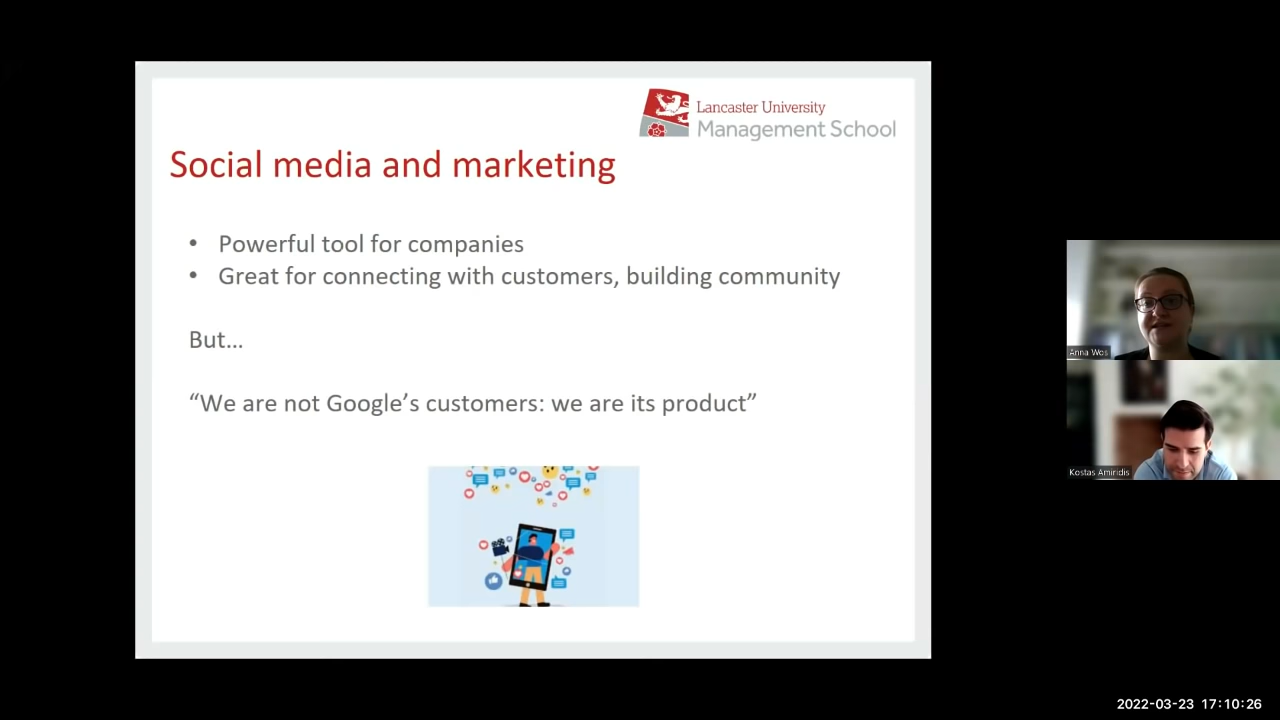 Lancaster University
Management School
Social media and marketing
• Powerful tool for companies
• Great for connecting with customers, building community
But...
“We are not Google’s customers: we are its product”
Anna Wos
Kostas Amiridis
2022-03-23 17:10:26